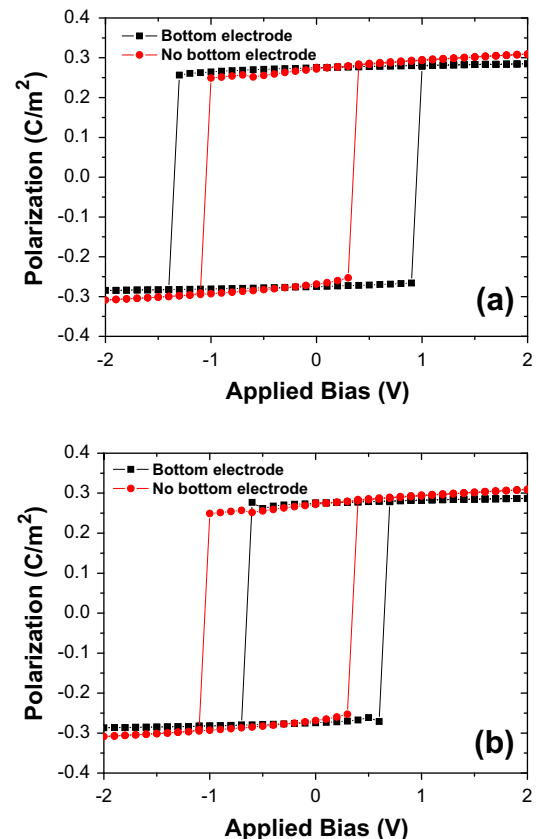 0.4
Bottom electrode
No bottom electrode
0.3
0.2
0.1
0.0
-0.1
-0.2
-0.3
-0.4
Polarization (C/m²)
(a)
-2 -1 0 1 2
Applied Bias (V)
0.4
Bottom electrode
No bottom electrode
0.3
0.2
0.1
0.0
-0.1
-0.2
-0.3
-0.4
Polarization (C/m²)
(b)
-2 -1 0 1 2
Applied Bias (V)